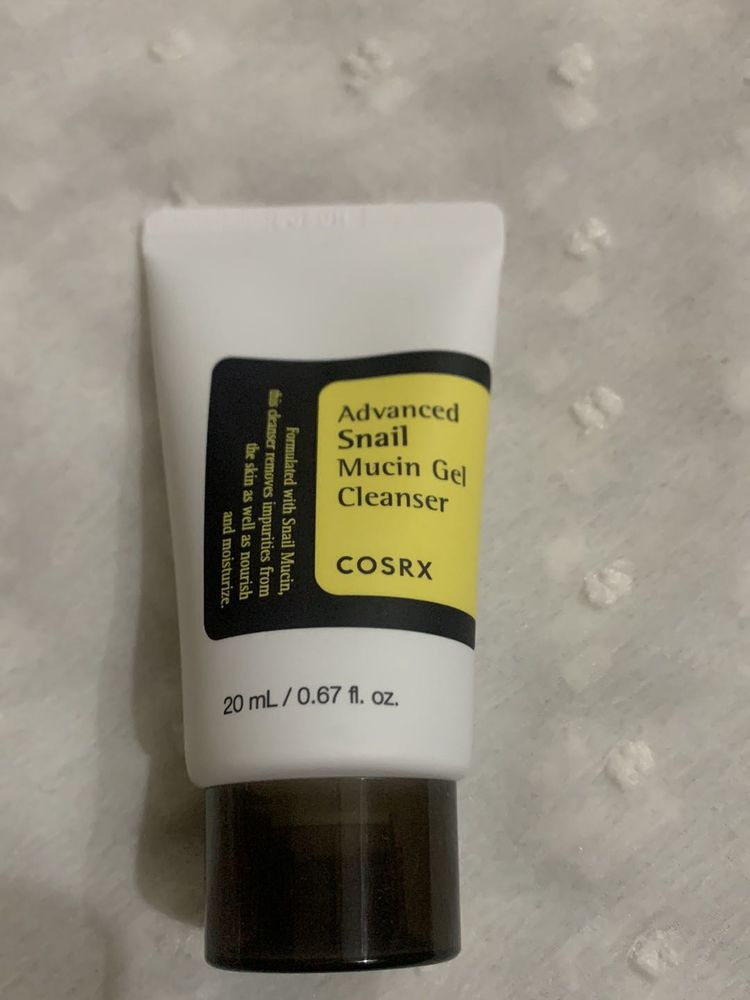 Advanced
Snail
Mucin Gel
Cleanser
COSRX
Formulated with Snail Mucin,
this cleanser removes impurities from
the skin as well as nourish
and moisturize.
20 mL / 0.67 fl. oz.